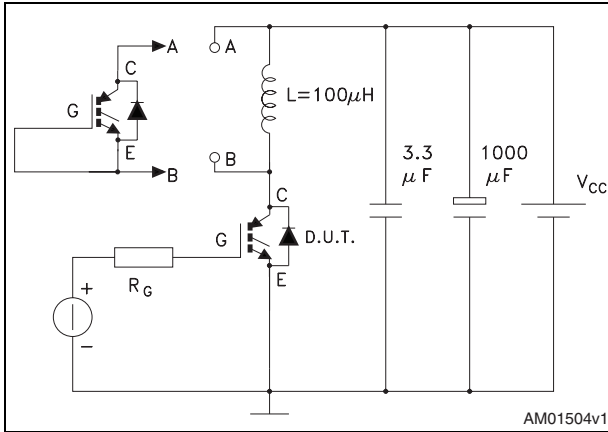 A
A
C
G
L=100μH
E
B
B
3.3
μF
1000
μF
VCC
C
G
D.U.T.
E
RG
+
−
AM01504v1